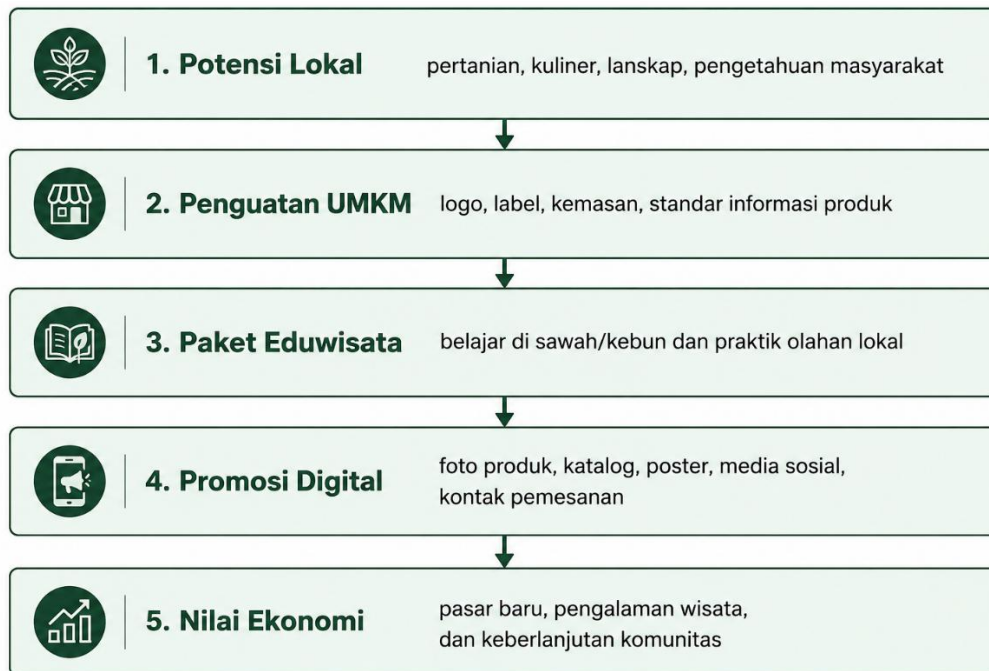 1. Potensi Lokal
pertanian, kuliner, lanskap, pengetahuan masyarakat
2. Penguatan UMKM
logo, label, kemasan, standar informasi produk
3. Paket Eduwisata
belajar di sawah/kebun dan praktik olahan lokal
4. Promosi Digital
foto produk, katalog, poster, media sosial,
kontak pemesanan
5. Nilai Ekonomi
pasar baru, pengalaman wisata,
dan keberlanjutan komunitas